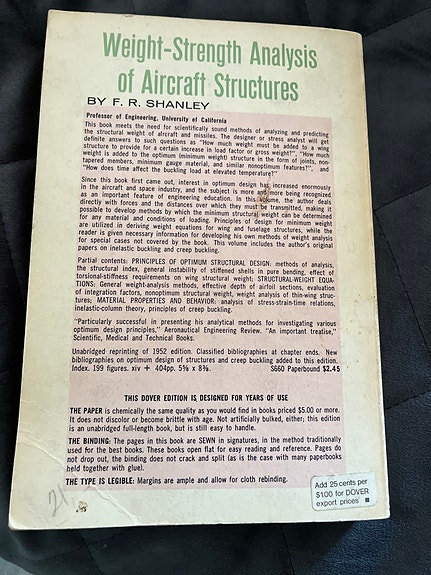 Weight-Strength Analysis
of Aircraft Structures
BY F. R. SHANLEY
Professor of Engineering, University of California
This book meets the need for scientifically sound methods of analyzing and predicting
the structural weight of aircraft and missiles. The designer or stress analyst will get
definite answers to such questions as "How much weight must be added to a wing
structure to provide for a certain increase in load factor or gross weight?", "How much
weight is added to the optimum (minimum weight) structure in the form of joints, non-
tapered members, minimum gauge material, and similar nonoptimum features?", and
"How does time affect the buckling load at elevated temperature?"
Since this book first came out, interest in optimum design has increased enormously
in the aircraft and space industry, and the subject is more and more being recognized
as an important feature of engineering education. In this volume, the author deals
directly with forces and the distances over which they must be transmitted, making it
possible to develop methods by which the minimum structural weight can be determined
for any material and conditions of loading. Principles of design for minimum weight
are utilized in deriving weight equations for wing and fuselage structures, while the
reader is given necessary information for developing his own methods of weight analysis
for special cases not covered by the book. This volume includes the author's original
papers on inelastic buckling and creep buckling.
Partial contents: PRINCIPLES OF OPTIMUM STRUCTURAL DESIGN: methods of analysis,
the structural index, general instability of stiffened shells in pure bending, effect of
torsional-stiffness requirements on wing structural weight; STRUCTURAL-WEIGHT EQUA-
TIONS: General weight-analysis methods, effective depth of airfoil sections, evaluation
of integration factors, nonoptimum structural weight, weight analysis of thin-wing struc-
tures; MATERIAL PROPERTIES AND BEHAVIOR: analysis of stress-strain-time relations,
inelastic-column theory, principles of creep buckling.
"Particularly successful in presenting his analytical methods for investigating various
optimum design principles," Aeronautical Engineering Review. "An important treatise,"
Scientific, Medical and Technical Books.
Unabridged reprinting of 1952 edition. Classified bibliographies at chapter ends. New
bibliographies on optimum design of structures and creep buckling added to this edition.
Index. 199 figures. xiv + 404pp. 5⅜ x 8⅜. S660 Paperbound $2.45
THIS DOVER EDITION IS DESIGNED FOR YEARS OF USE
THE PAPER is chemically the same quality as you would find in books priced $5.00 or more.
It does not discolor or become brittle with age. Not artificially bulked, either; this edition
is an unabridged full-length book, but is still easy to handle.
THE BINDING: The pages in this book are SEWN in signatures, in the method traditionally
used for the best books. These books open flat for easy reading and reference. Pages do
not drop out, the binding does not crack and split (as is the case with many paperbooks
held together with glue).
THE TYPE IS LEGIBLE: Margins are ample and allow for cloth rebinding.
Add 25 cents per
$1.00 for DOVER
export prices